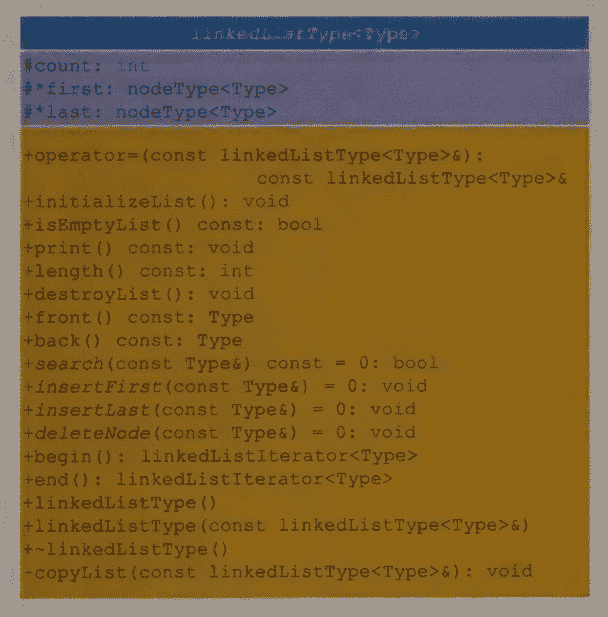 linkedListType<Type>
#count: int
#*first: nodeType<Type>
#*last: nodeType<Type>
+operator=(const linkedListType<Type>&):
const linkedListType<Type>&
+initializeList(): void
+isEmptyList() const: bool
+print() const: void
+length() const: int
+destroyList(): void
+front() const: Type
+back() const: Type
+search(const Type&) const = 0: bool
+insertFirst(const Type&) = 0: void
+insertLast(const Type&) = 0: void
+deleteNode(const Type&) = 0: void
+begin(): linkedListIterator<Type>
+end(): linkedListIterator<Type>
+linkedListType()
+linkedListType(const linkedListType<Type>&)
+~linkedListType()
-copyList(const linkedListType<Type>&): void